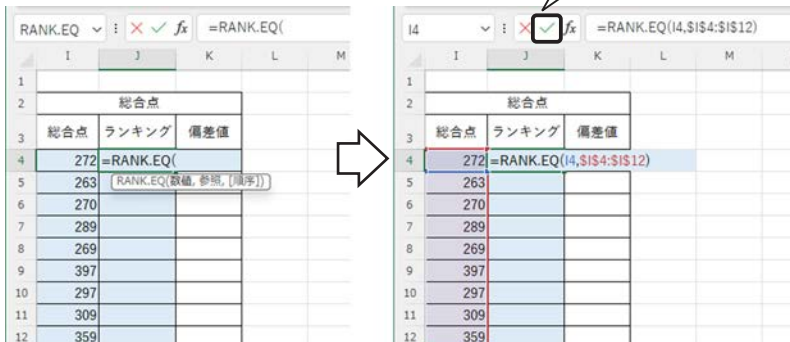 RANK.EQ fx =RANK.EQ(
I J K L M
1
2 総合点
3 総合点 ランキング 偏差値
4 272 =RANK.EQ(
5 263 RANK.EQ(数値, 参照, [順序])
6 270
7 289
8 269
9 397
10 297
11 309
12 359
I4 fx =RANK.EQ(I4,$I$4:$I$12)
I J K L M
1
2 総合点
3 総合点 ランキング 偏差値
4 272 =RANK.EQ(I4,$I$4:$I$12)
5 263
6 270
7 289
8 269
9 397
10 297
11 309
12 359